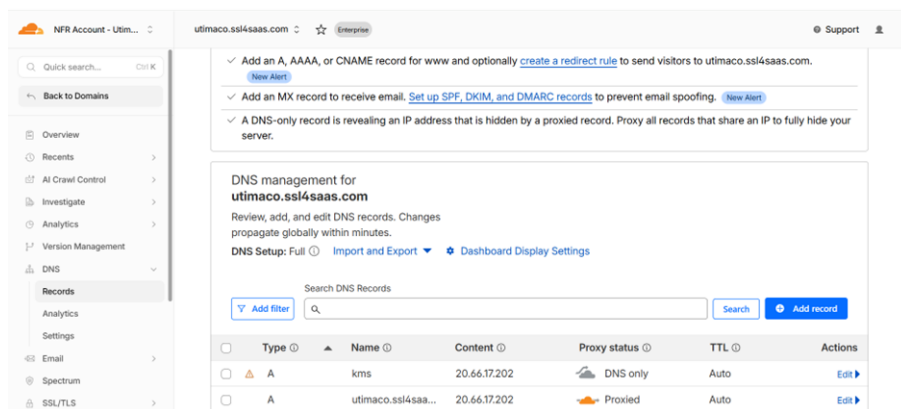 NFR Account - Utim...
utimaco.ssl4saas.com
Enterprise
Support
Quick search...
Ctrl K
Back to Domains
Overview
Recents
AI Crawl Control
Investigate
Analytics
Version Management
DNS
Records
Analytics
Settings
Email
Spectrum
SSL/TLS
Add an A, AAAA, or CNAME record for www and optionally create a redirect rule to send visitors to utimaco.ssl4saas.com.
New Alert
Add an MX record to receive email. Set up SPF, DKIM, and DMARC records to prevent email spoofing. New Alert
A DNS-only record is revealing an IP address that is hidden by a proxied record. Proxy all records that share an IP to fully hide your
server.
DNS management for
utimaco.ssl4saas.com
Review, add, and edit DNS records. Changes
propagate globally within minutes.
DNS Setup: Full Import and Export Dashboard Display Settings
Search DNS Records
Add filter
Search
Add record
Type Name Content Proxy status TTL Actions
A kms 20.66.17.202 DNS only Auto Edit
A utimaco.ssl4saa... 20.66.17.202 Proxied Auto Edit